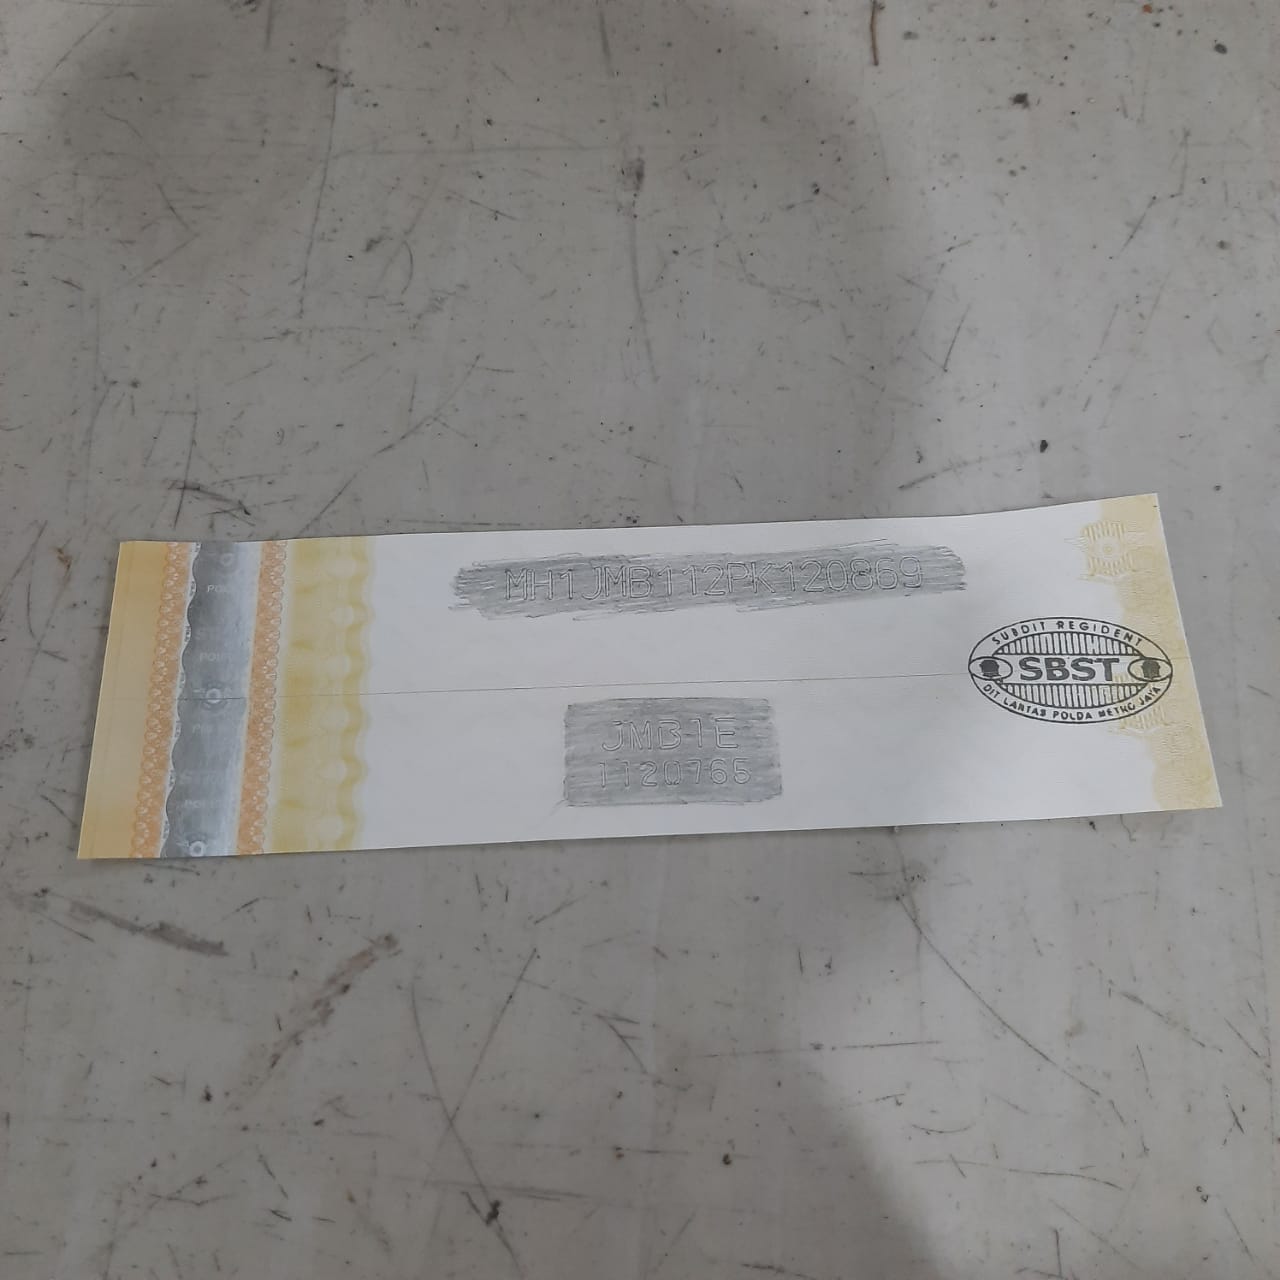 MH1JMB112PK120869
SUBDIT REGIDENT
SBST
DIT LANTAS POLDA METRO JAYA
JMB1E
1120765